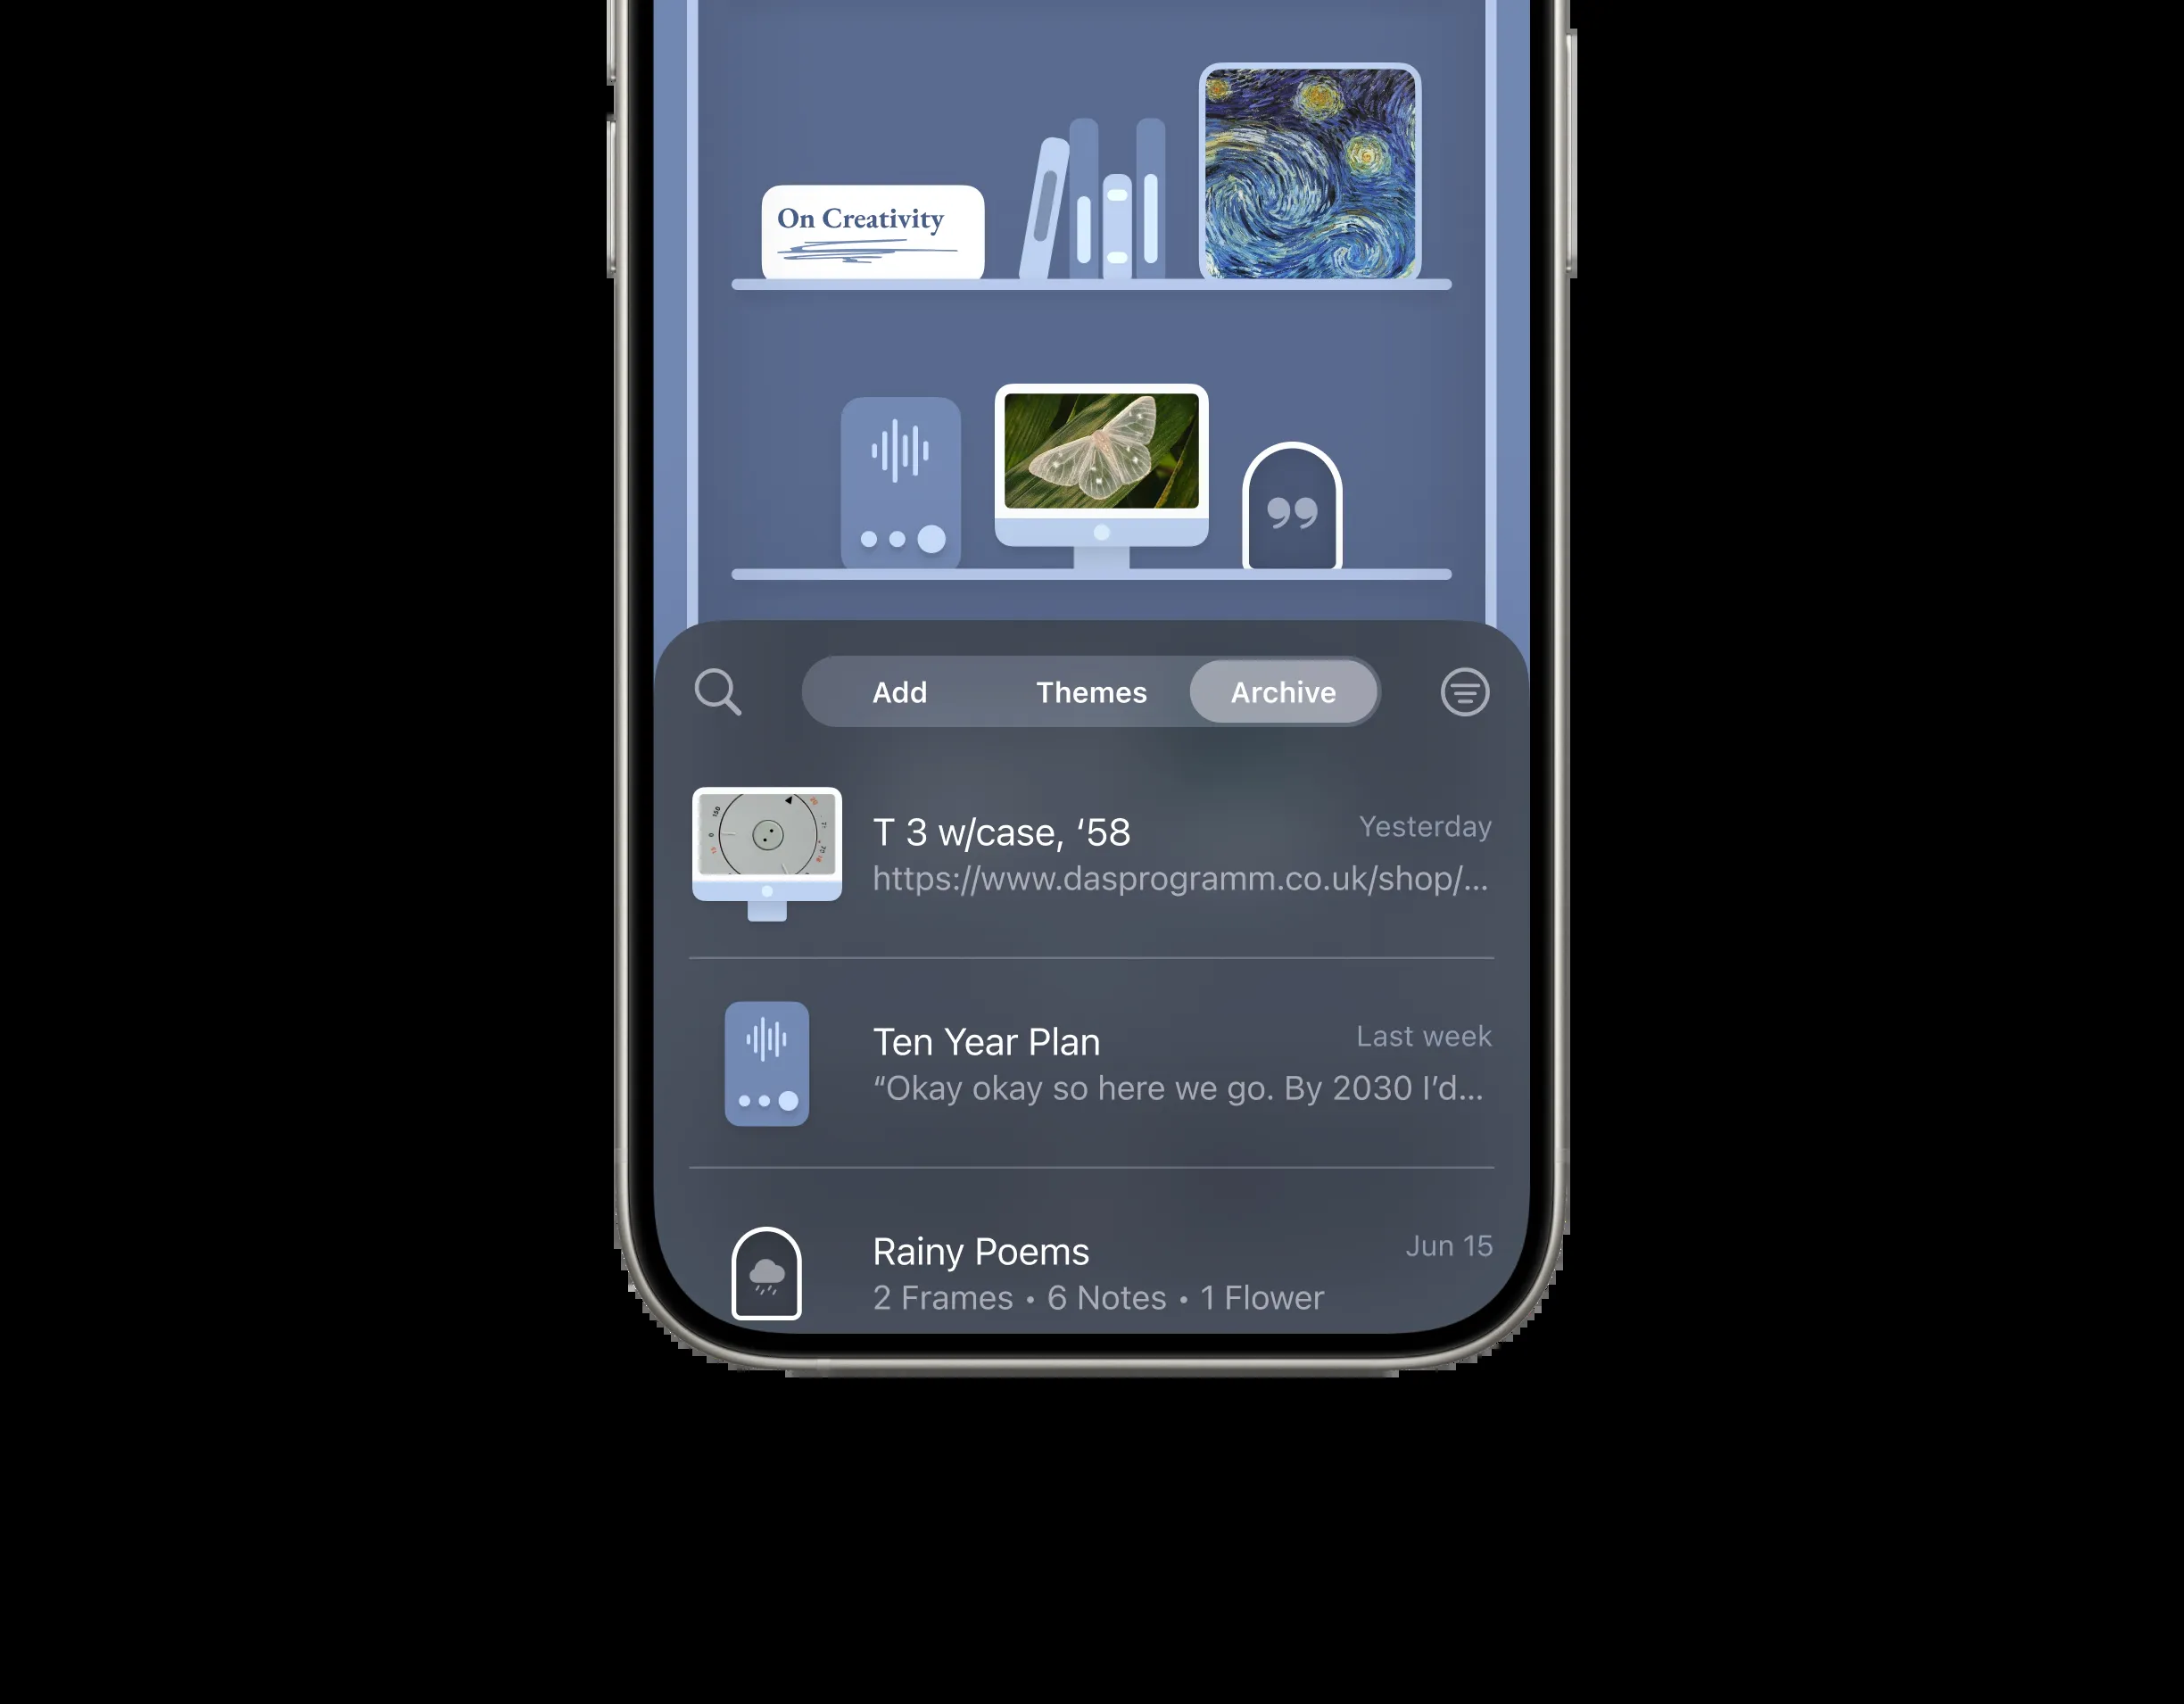 On Creativity
Add Themes Archive
T 3 w/case, ‘58
Yesterday
https://www.dasprogramm.co.uk/shop/...
Ten Year Plan
Last week
“Okay okay so here we go. By 2030 I’d...
Rainy Poems
Jun 15
2 Frames • 6 Notes • 1 Flower